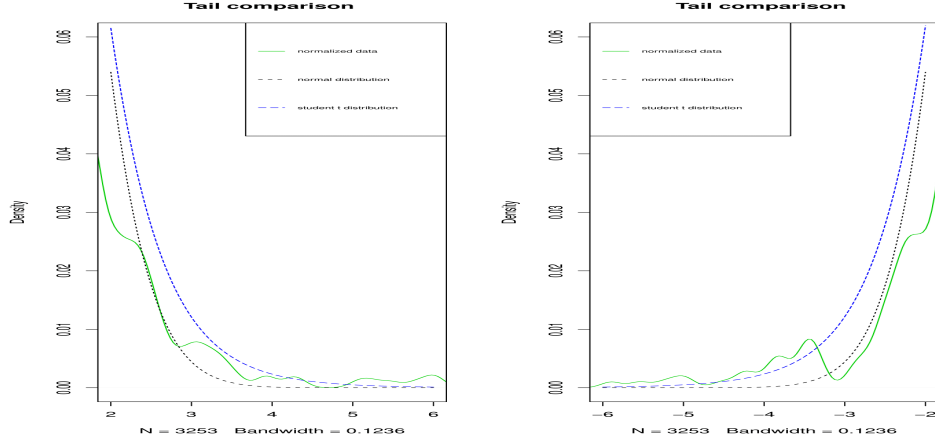 Tail comparison
normalized data
normal distribution
student t distribution
Density
0.06
0.05
0.04
0.03
0.02
0.01
0.00
2 3 4 5 6
N = 3253 Bandwidth = 0.1236
Tail comparison
normalized data
normal distribution
student t distribution
Density
0.06
0.05
0.04
0.03
0.02
0.01
0.00
−6 −5 −4 −3 −2
N = 3253 Bandwidth = 0.1236